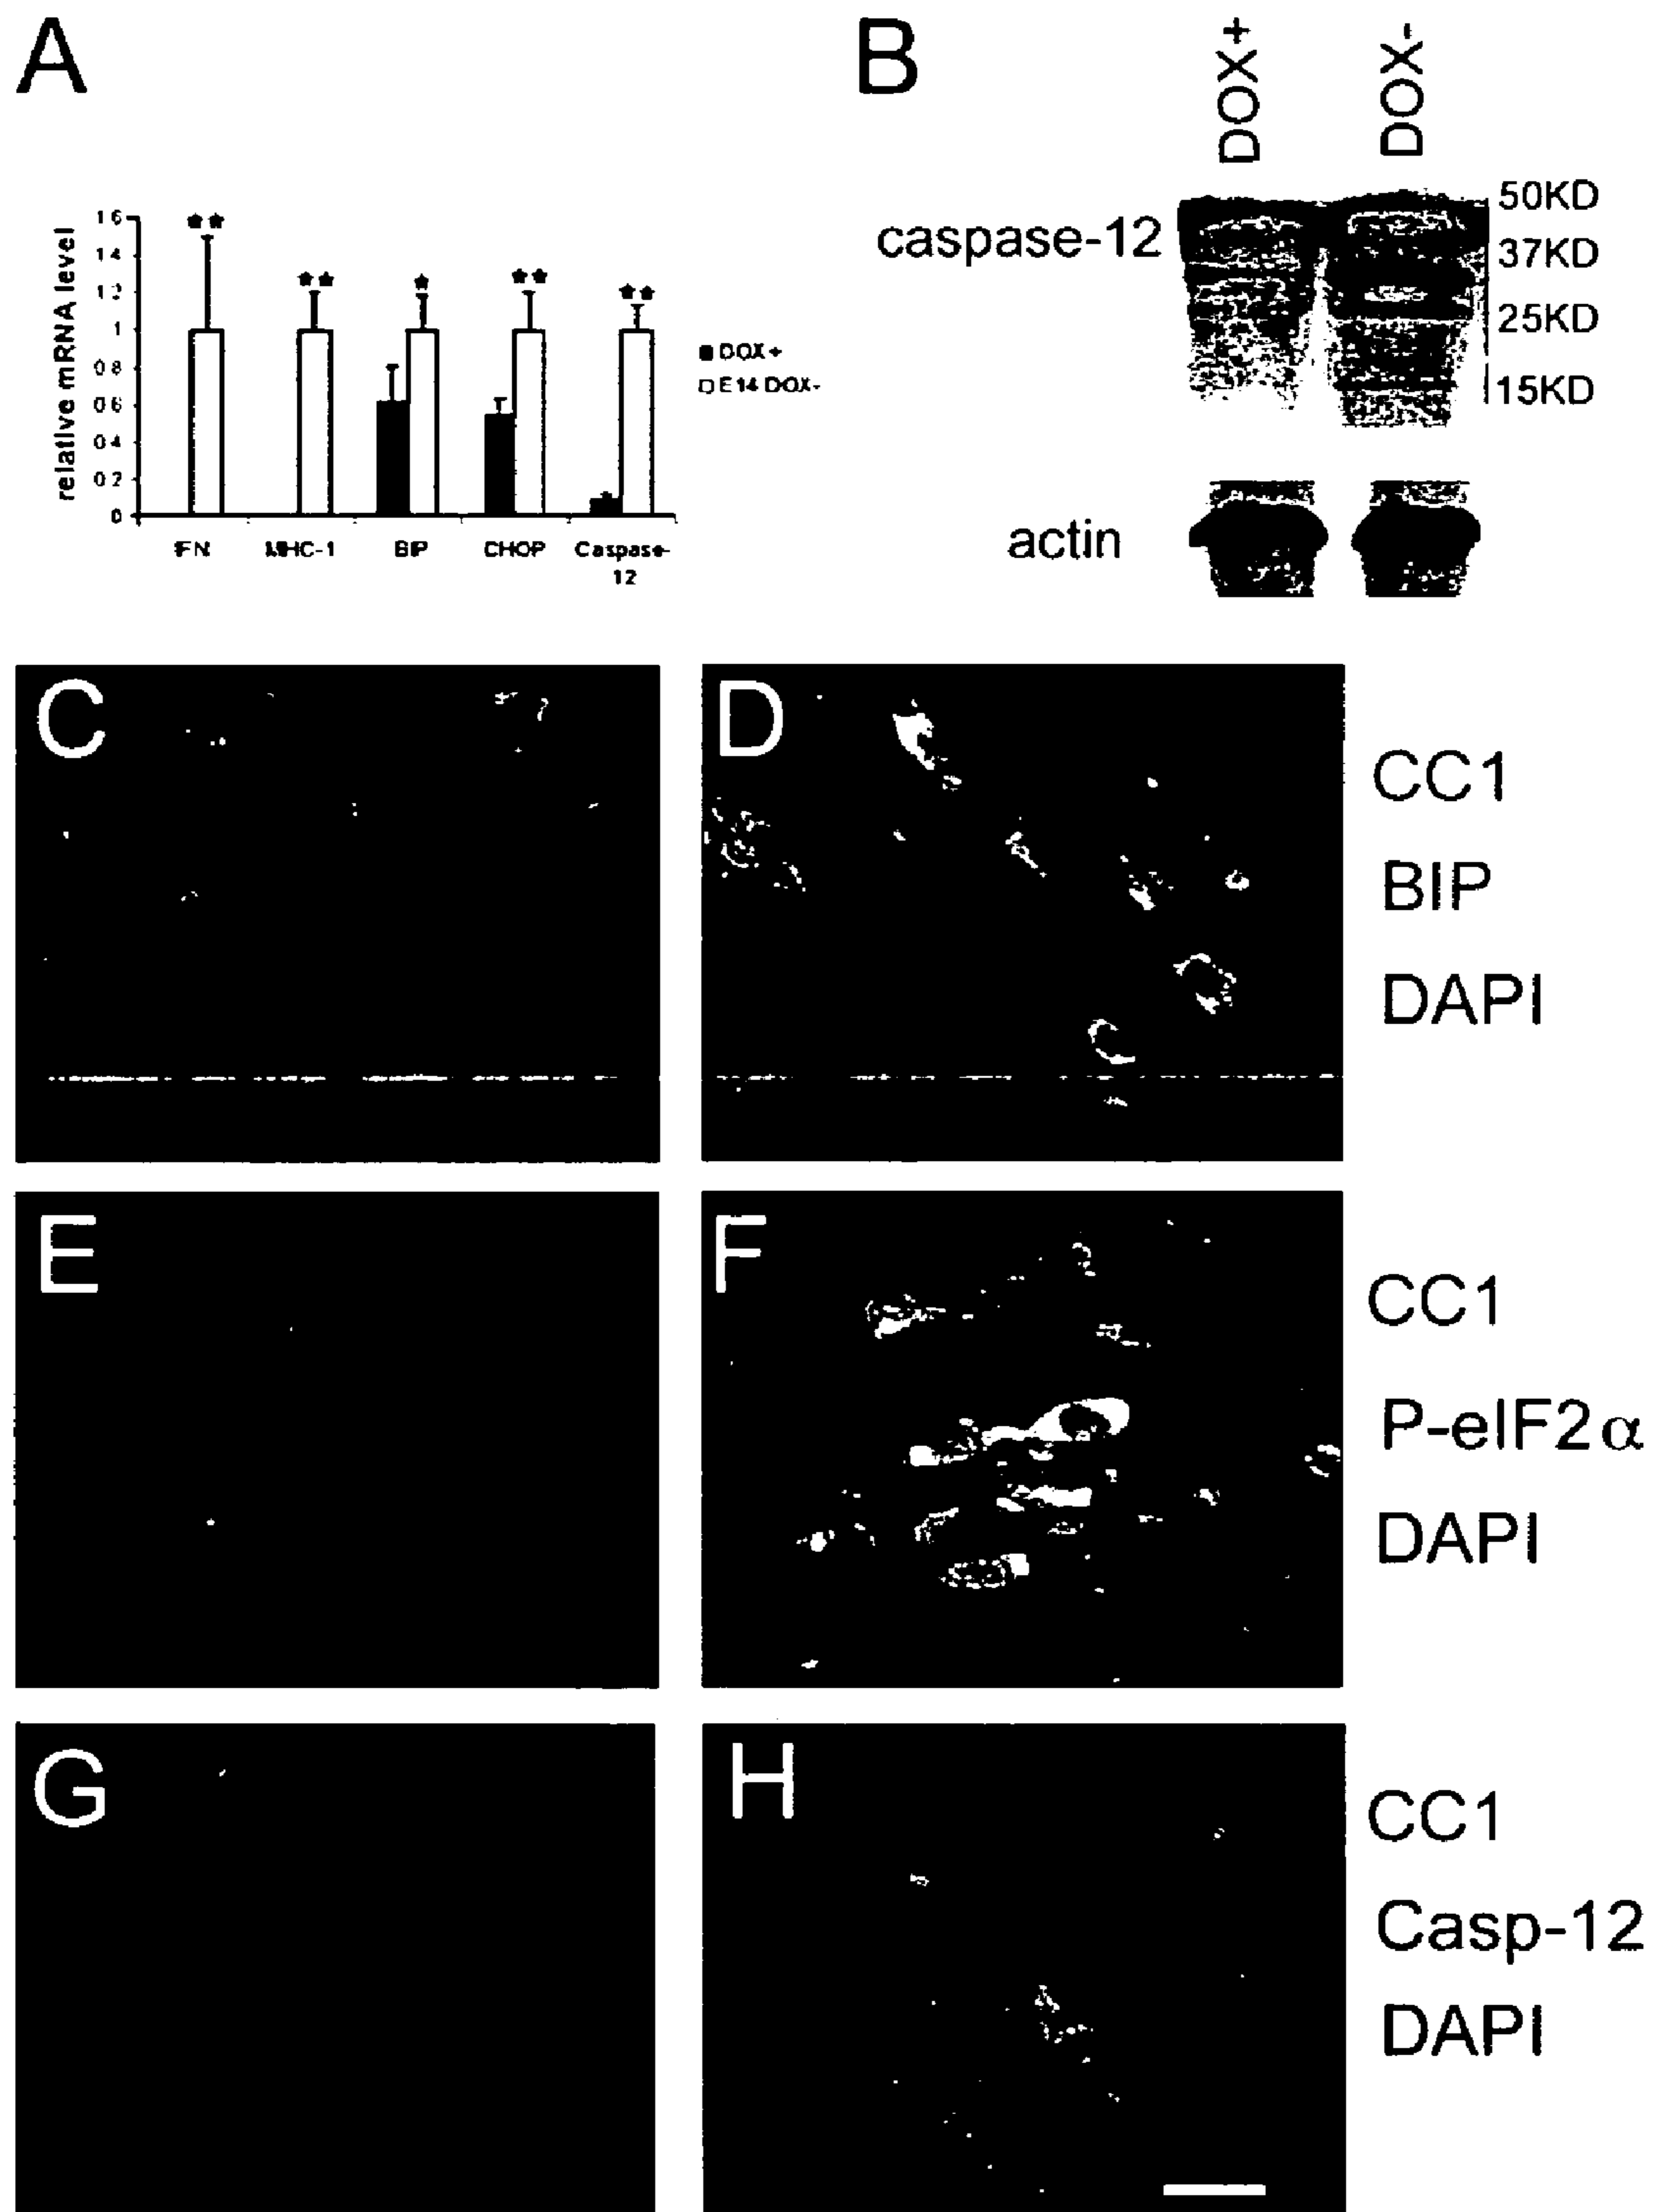 A
B
DOX+
DOX-
relative mRNA level
1.6
1.4
1.2
1
0.8
0.6
0.4
0.2
0
IFN
MHC-1
BIP
CHOP
Caspase-
12
DOX+
E14 DOX-
caspase-12
50KD
37KD
25KD
15KD
actin
C
D
CC1
BIP
DAPI
E
F
CC1
P-eIF2α
DAPI
G
H
CC1
Casp-12
DAPI